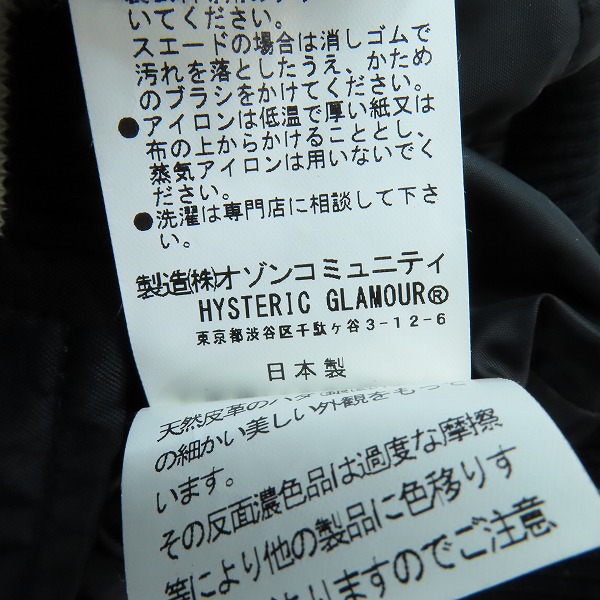 いてください。
スエードの場合は消しゴムで
汚れを落としたうえ、かため
のブラシをかけてください。
●アイロンは低温で厚い紙又は
布の上からかけることとし、
蒸気アイロンは用いないでく
ださい。
●洗濯は専門店に相談して下さ
い。
製造(株)オゾンコミュニティ
HYSTERIC GLAMOUR®
東京都渋谷区千駄ヶ谷3-12-6
日本製
天然皮革の
の細かい美しい外観をもって
います。
その反面濃色品は過度な摩擦
等により他の製品に色移りす
りますのでご注意